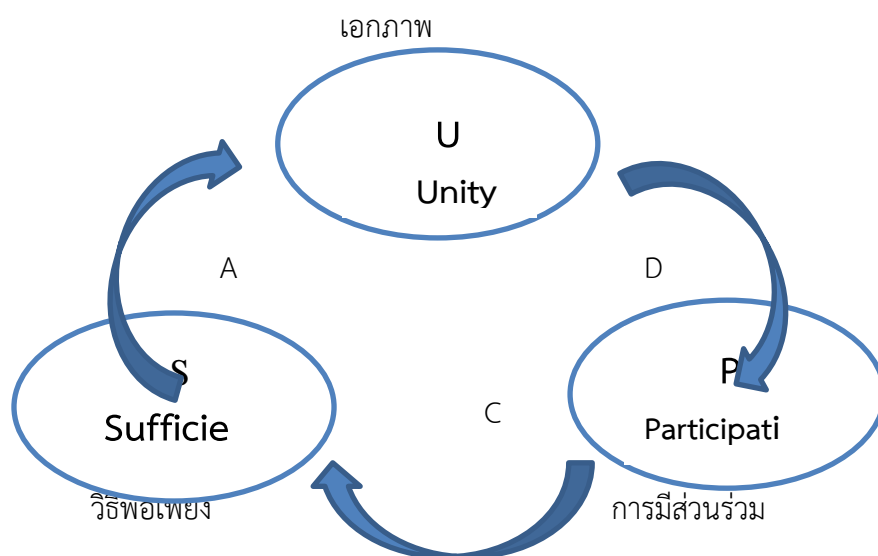 เอกภาพ
U
Unity
A
D
S
Sufficie
P
Participati
C
วิธีพอเพียง
การมีส่วนร่วม